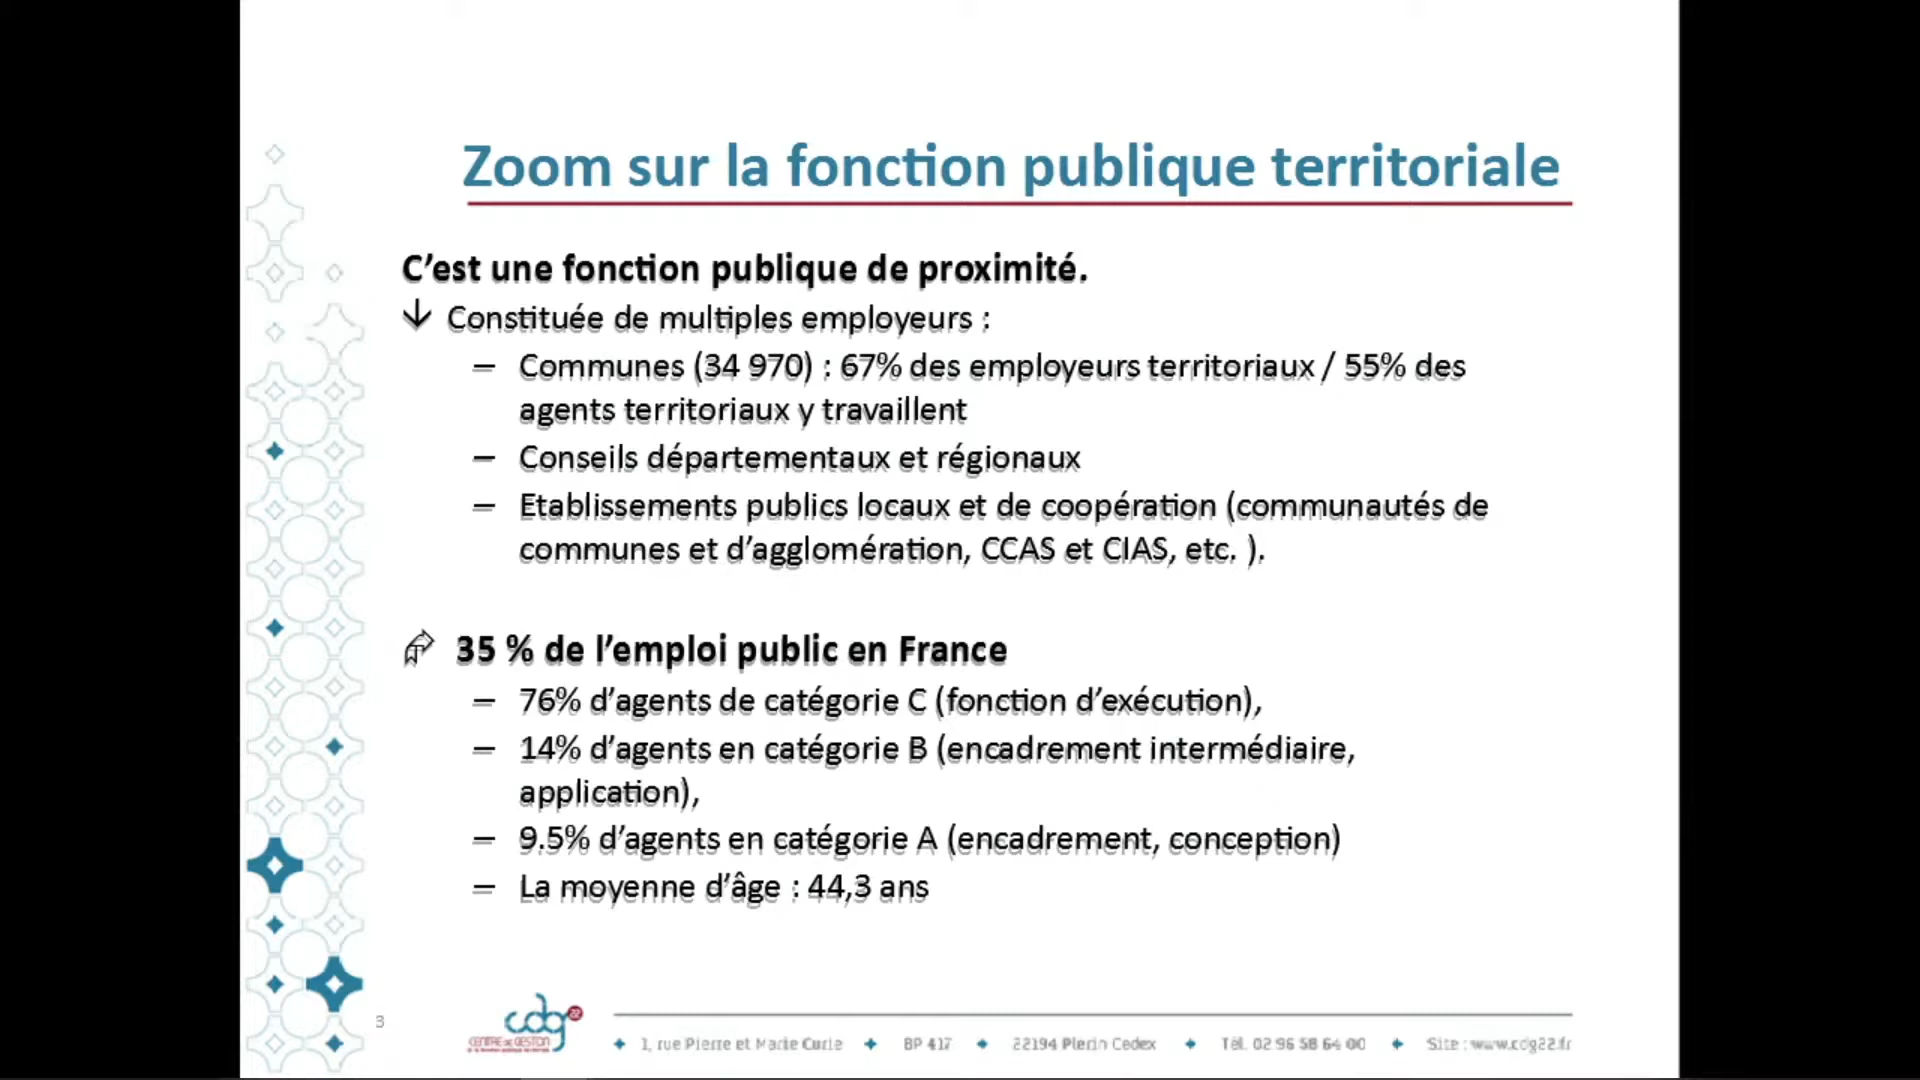 Zoom sur la fonction publique territoriale
C’est une fonction publique de proximité.
Constituée de multiples employeurs :
– Communes (34 970) : 67% des employeurs territoriaux / 55% des
agents territoriaux y travaillent
– Conseils départementaux et régionaux
– Etablissements publics locaux et de coopération (communautés de
communes et d’agglomération, CCAS et CIAS, etc. ).
35 % de l’emploi public en France
– 76% d’agents de catégorie C (fonction d’exécution),
– 14% d’agents en catégorie B (encadrement intermédiaire,
application),
– 9.5% d’agents en catégorie A (encadrement, conception)
– La moyenne d’âge : 44,3 ans
3
cdg 22
CENTRE DE GESTION
1, rue Pierre et Marie Curie BP 417 22194 Plerin Cedex Tél. 02 96 58 64 00 Site : www.cdg22.fr